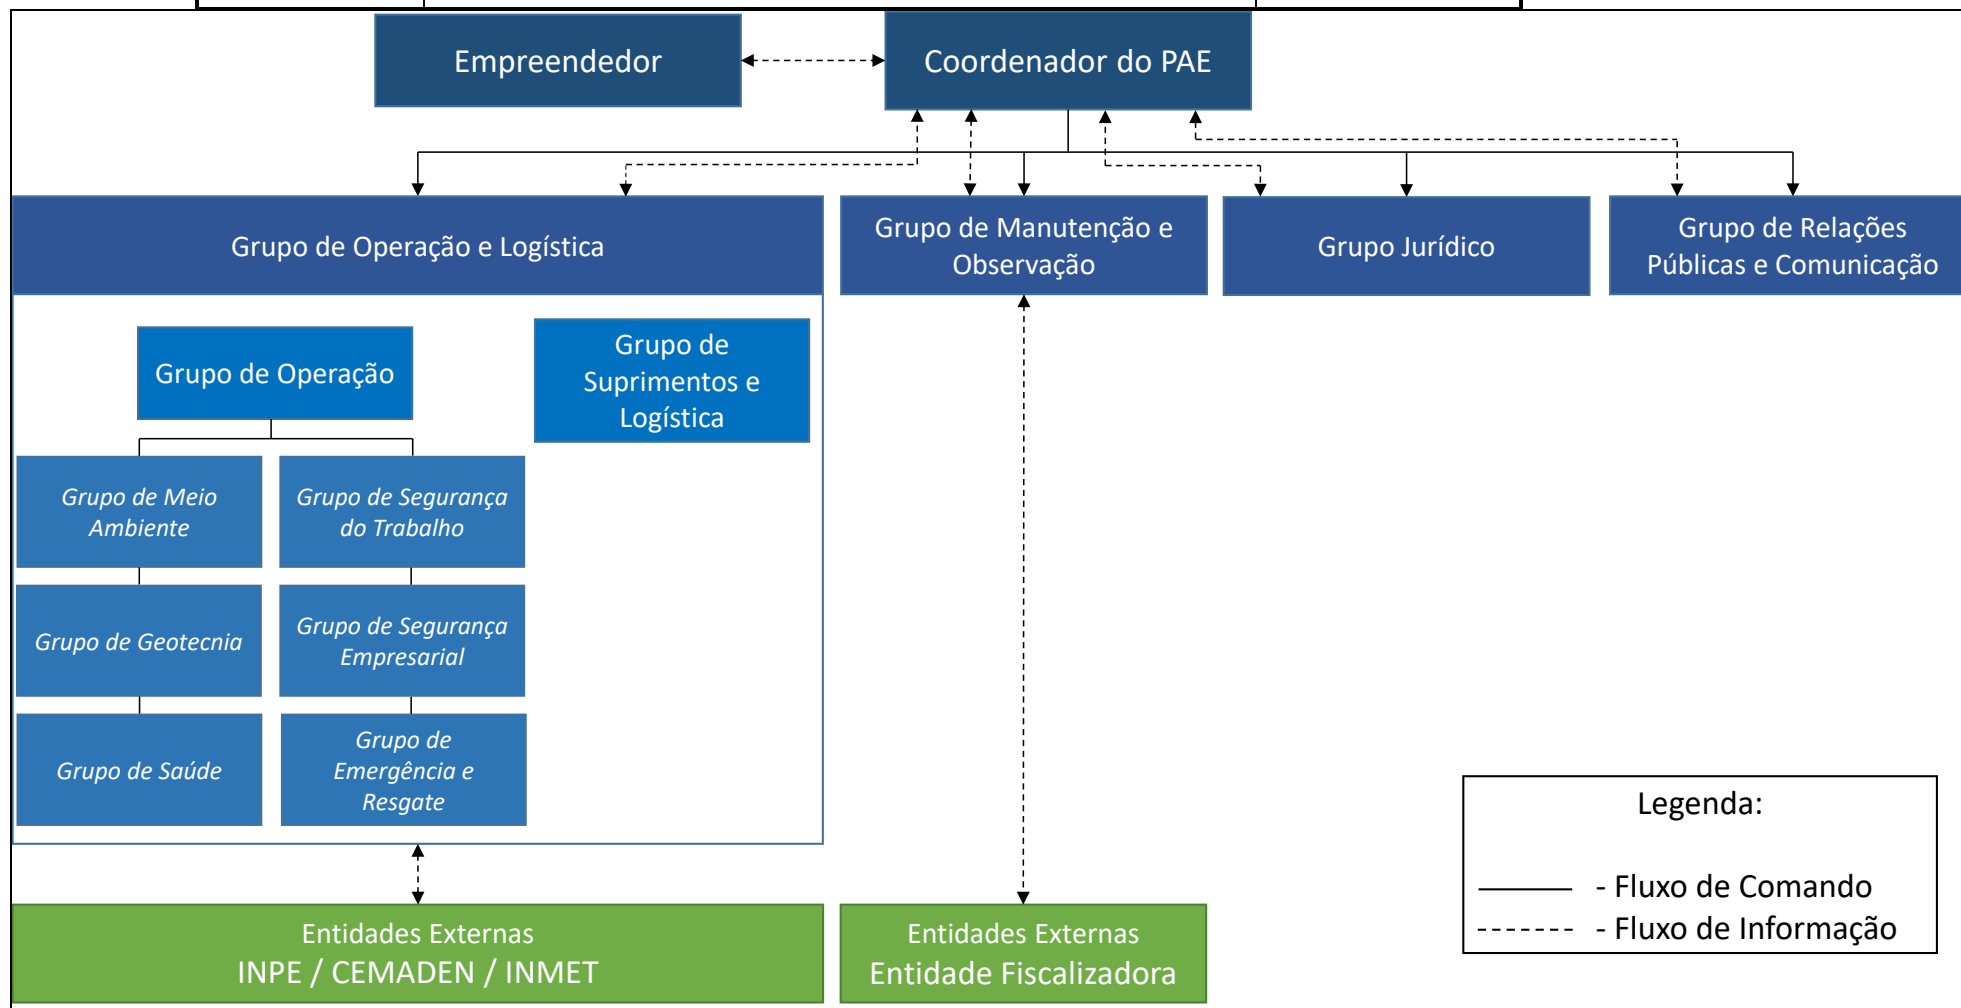 Empreendedor
Coordenador do PAE
Grupo de Operação e Logística
Grupo de Manutenção e
Observação
Grupo Jurídico
Grupo de Relações
Públicas e Comunicação
Grupo de Operação
Grupo de
Suprimentos e
Logística
Grupo de Meio
Ambiente
Grupo de Segurança
do Trabalho
Grupo de Geotecnia
Grupo de Segurança
Empresarial
Grupo de Saúde
Grupo de
Emergência e
Resgate
Entidades Externas
INPE / CEMADEN / INMET
Entidades Externas
Entidade Fiscalizadora
Legenda:
- Fluxo de Comando
- Fluxo de Informação